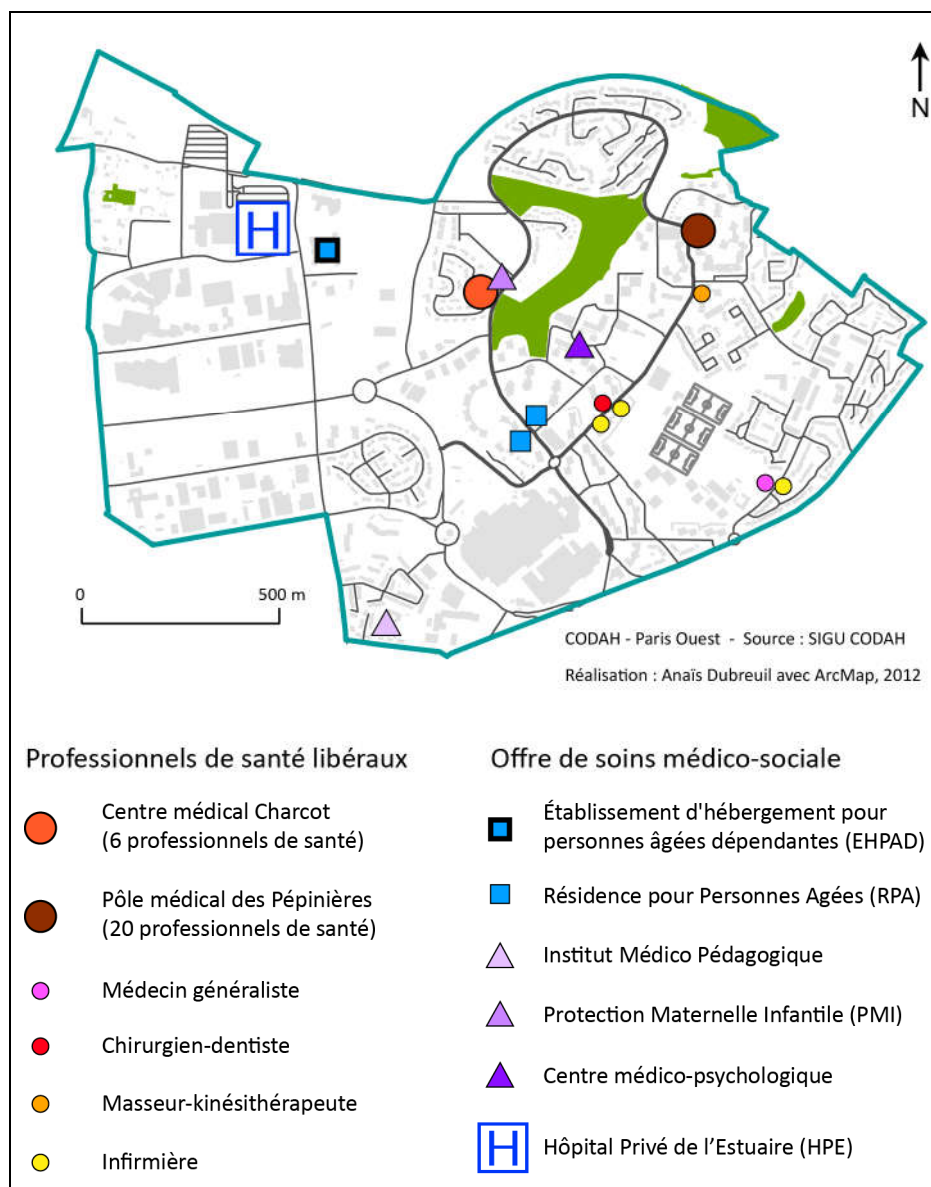 N
H
0
500 m
CODAH - Paris Ouest - Source : SIGU CODAH
Réalisation : Anaïs Dubreuil avec ArcMap, 2012
Professionnels de santé libéraux
Centre médical Charcot
(6 professionnels de santé)
Pôle médical des Pépinières
(20 professionnels de santé)
Médecin généraliste
Chirurgien-dentiste
Masseur-kinésithérapeute
Infirmière
Offre de soins médico-sociale
Établissement d'hébergement pour
personnes âgées dépendantes (EHPAD)
Résidence pour Personnes Agées (RPA)
Institut Médico Pédagogique
Protection Maternelle Infantile (PMI)
Centre médico-psychologique
H
Hôpital Privé de l’Estuaire (HPE)